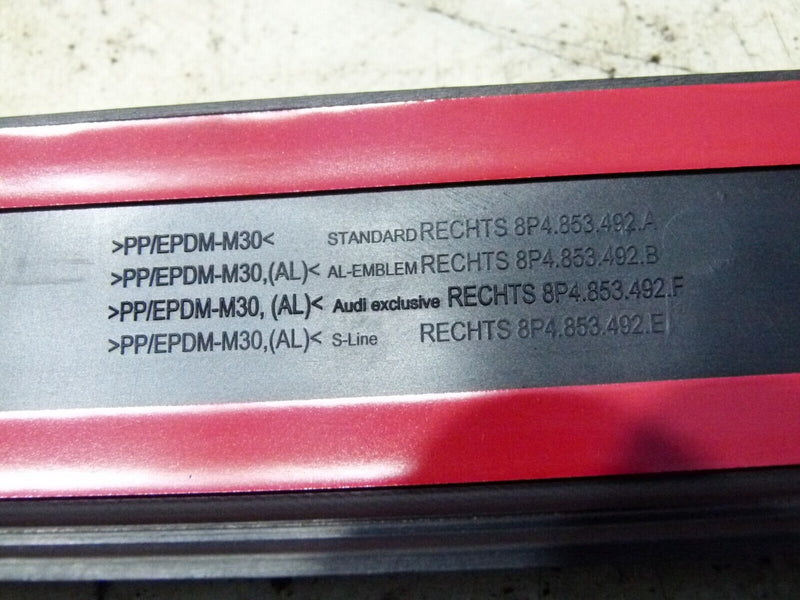 >PP/EPDM-M30< STANDARD RECHTS 8P4.853.492.A
>PP/EPDM-M30,(AL)< AL-EMBLEM RECHTS 8P4.853.492.B
>PP/EPDM-M30, (AL)< Audi exclusive RECHTS 8P4.853.492.F
>PP/EPDM-M30,(AL)< S-Line RECHTS 8P4.853.492.E